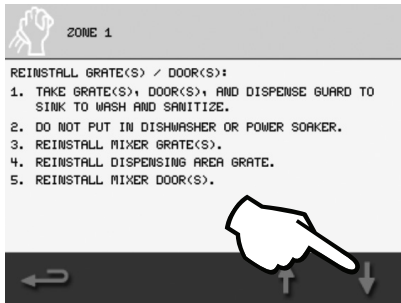 ZONE 1
REINSTALL GRATE(S) / DOOR(S):
1. TAKE GRATE(S), DOOR(S), AND DISPENSE GUARD TO
SINK TO WASH AND SANITIZE.
2. DO NOT PUT IN DISHWASHER OR POWER SOAKER.
3. REINSTALL MIXER GRATE(S).
4. REINSTALL DISPENSING AREA GRATE.
5. REINSTALL MIXER DOOR(S).